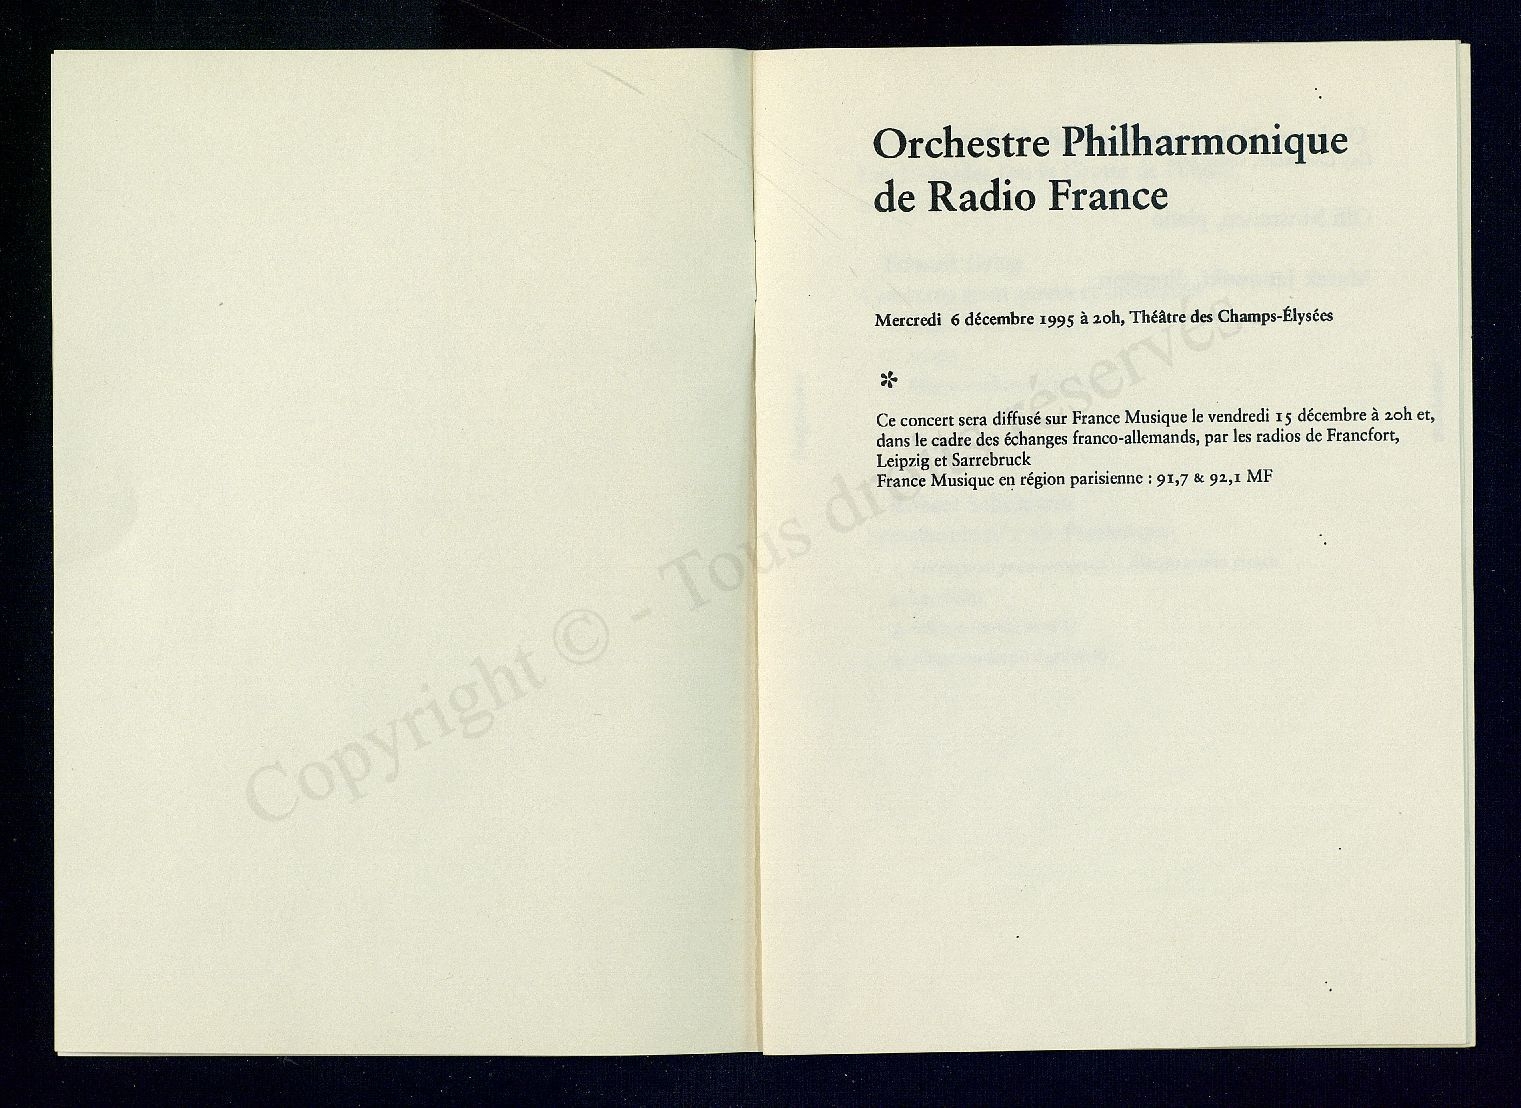 Orchestre Philharmonique
de Radio France
Mercredi 6 décembre 1995 à 20h, Théâtre des Champs-Élysées
*
Ce concert sera diffusé sur France Musique le vendredi 15 décembre à 20h et,
dans le cadre des échanges franco-allemands, par les radios de Francfort,
Leipzig et Sarrebruck
France Musique en région parisienne : 91,7 & 92,1 MF
Copyright © - Tous droits réservés